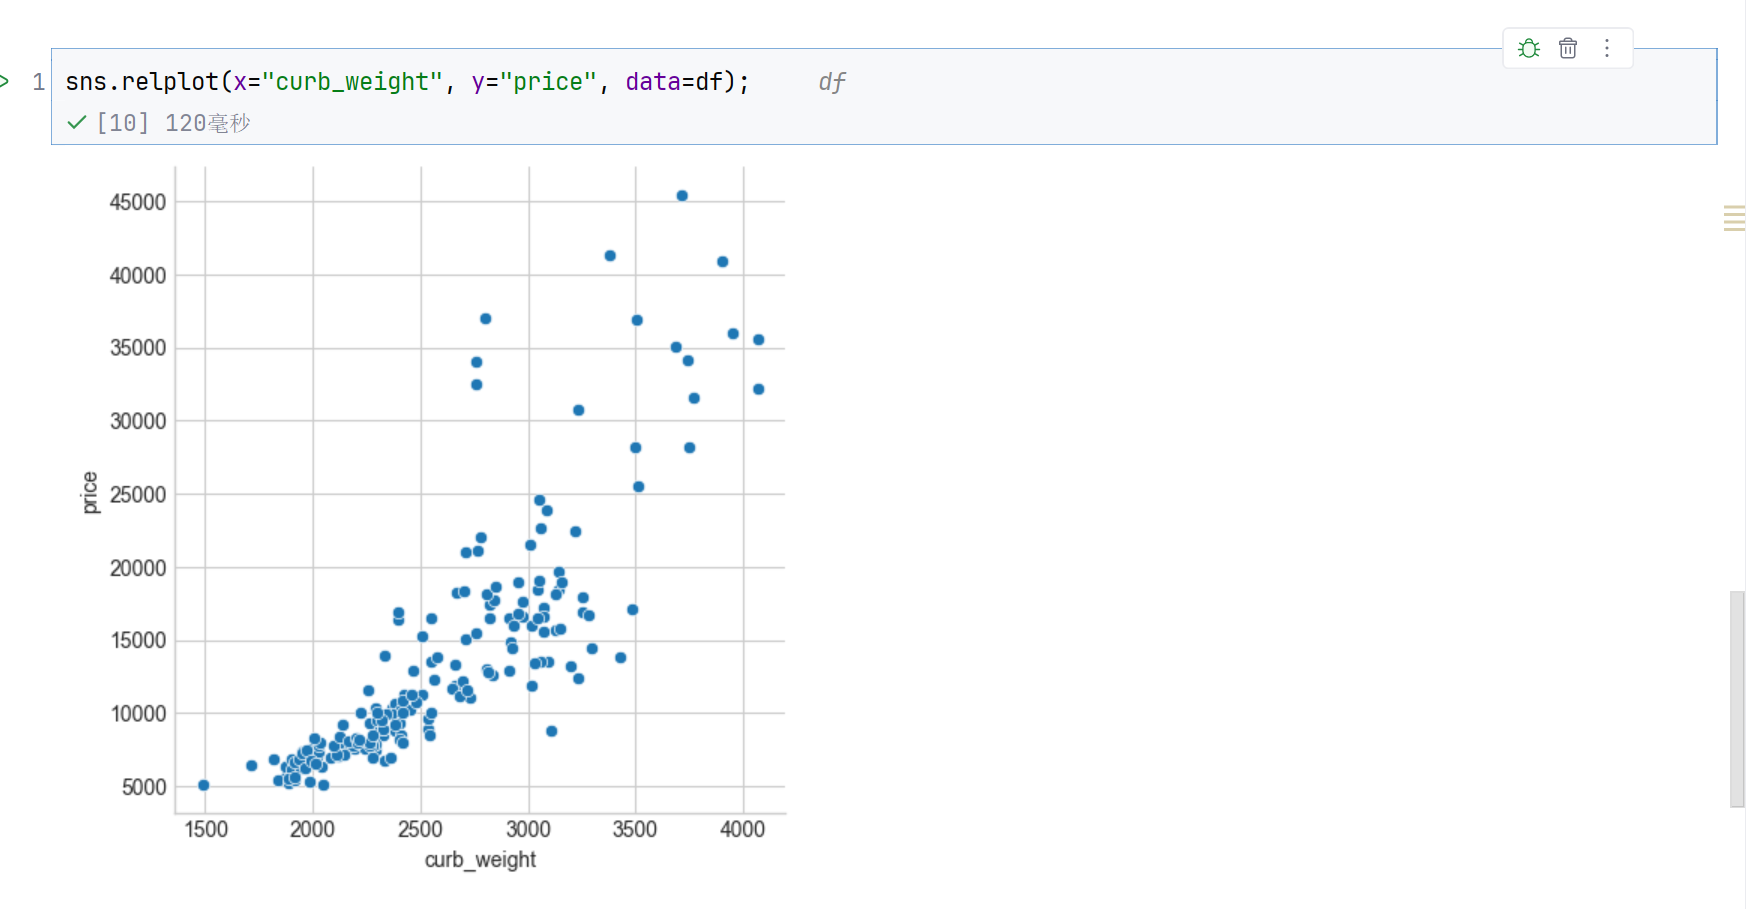 1 sns.relplot(x="curb_weight", y="price", data=df); df
[10] 120毫秒
45000
40000
35000
30000
25000
20000
15000
10000
5000
price
1500 2000 2500 3000 3500 4000
curb_weight